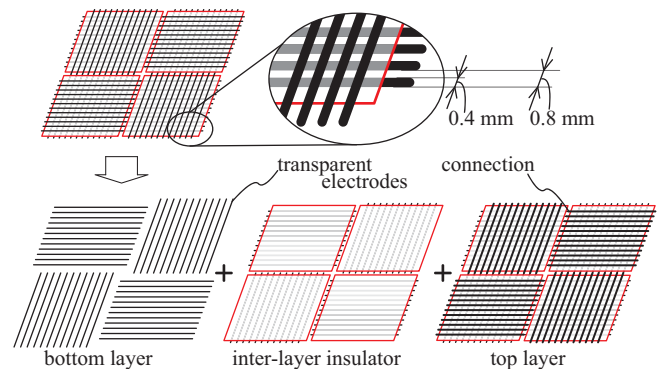 0.4 mm
0.8 mm
transparent
electrodes
connection
+
+
bottom layer
inter-layer insulator
top layer